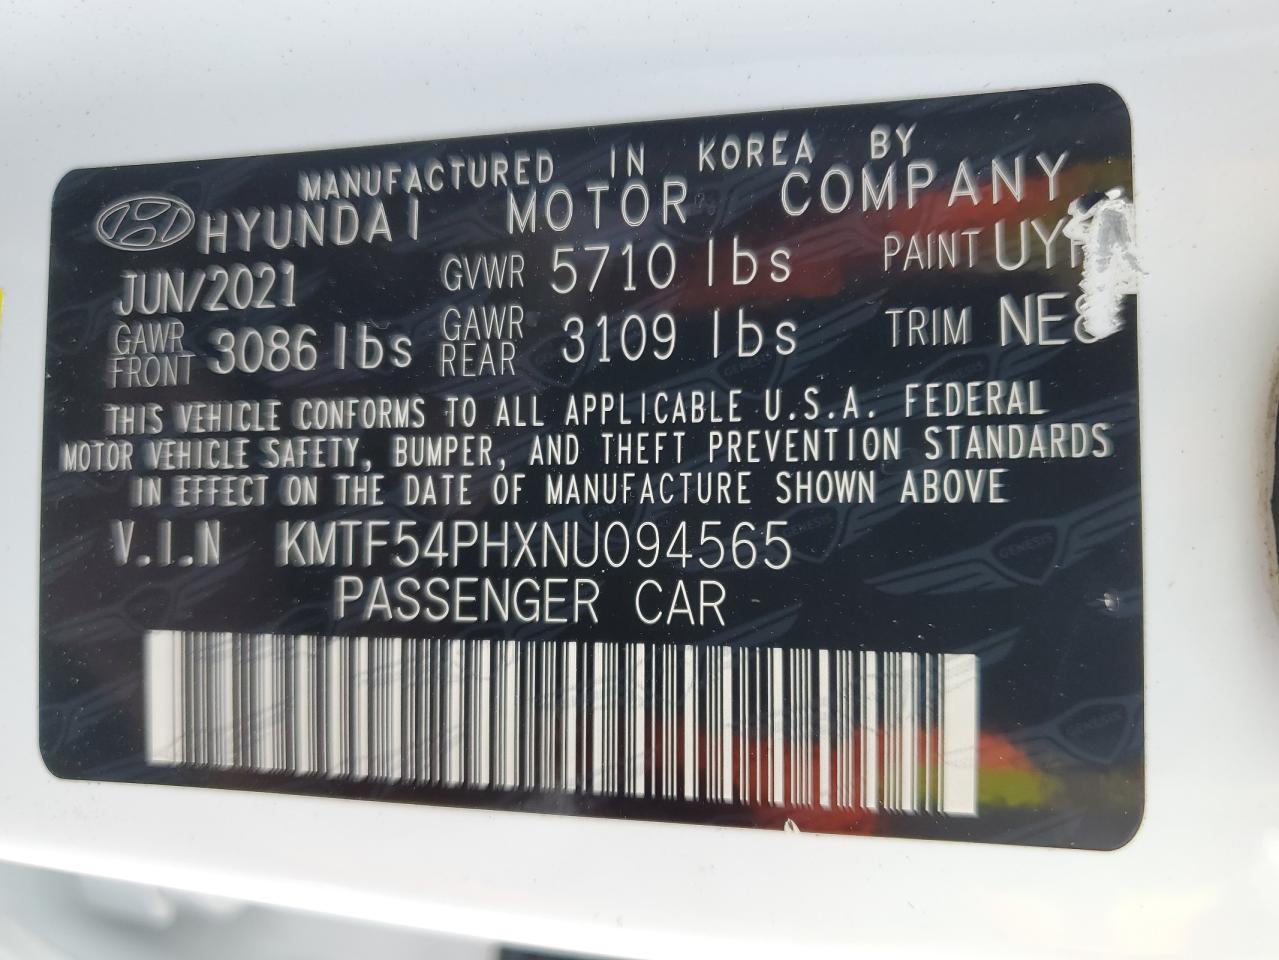 MANUFACTURED IN KOREA BY
HYUNDAI MOTOR COMPANY
JUN/2021 GVWR 5710 lbs PAINT
GAWR FRONT 3086 lbs GAWR REAR 3109 lbs TRIM
THIS VEHICLE CONFORMS TO ALL APPLICABLE U.S.A. FEDERAL
MOTOR VEHICLE SAFETY, BUMPER, AND THEFT PREVENTION STANDARDS
IN EFFECT ON THE DATE OF MANUFACTURE SHOWN ABOVE
V.I.N KMTF54PHXNU094565
PASSENGER CAR
GENESIS